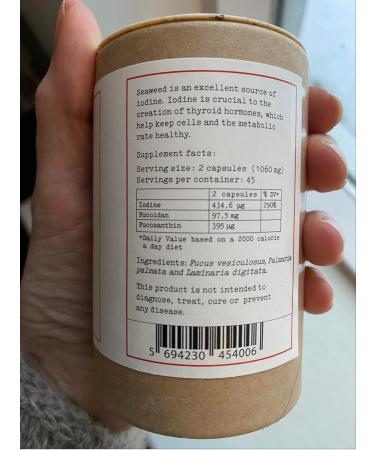 Seaweed is an excellent source of
iodine. Iodine is crucial to the
creation of thyroid hormones, which
help keep cells and the metabolic
rate healthy.
Supplement facts:
Serving size: 2 capsules (1060 mg)
Servings per container: 45
2 capsules % DV*
Iodine 434.6 µg 290%
Fucoidan 97.5 mg
Fucoxanthin 395 µg
*Daily Value based on a 2000 calorie
a day diet
Ingredients: Fucus vesiculosus, Palmaria
palmata and Laminaria digitata.
This product is not intended to
diagnose, treat, cure or prevent
any disease.
5 694230 454006